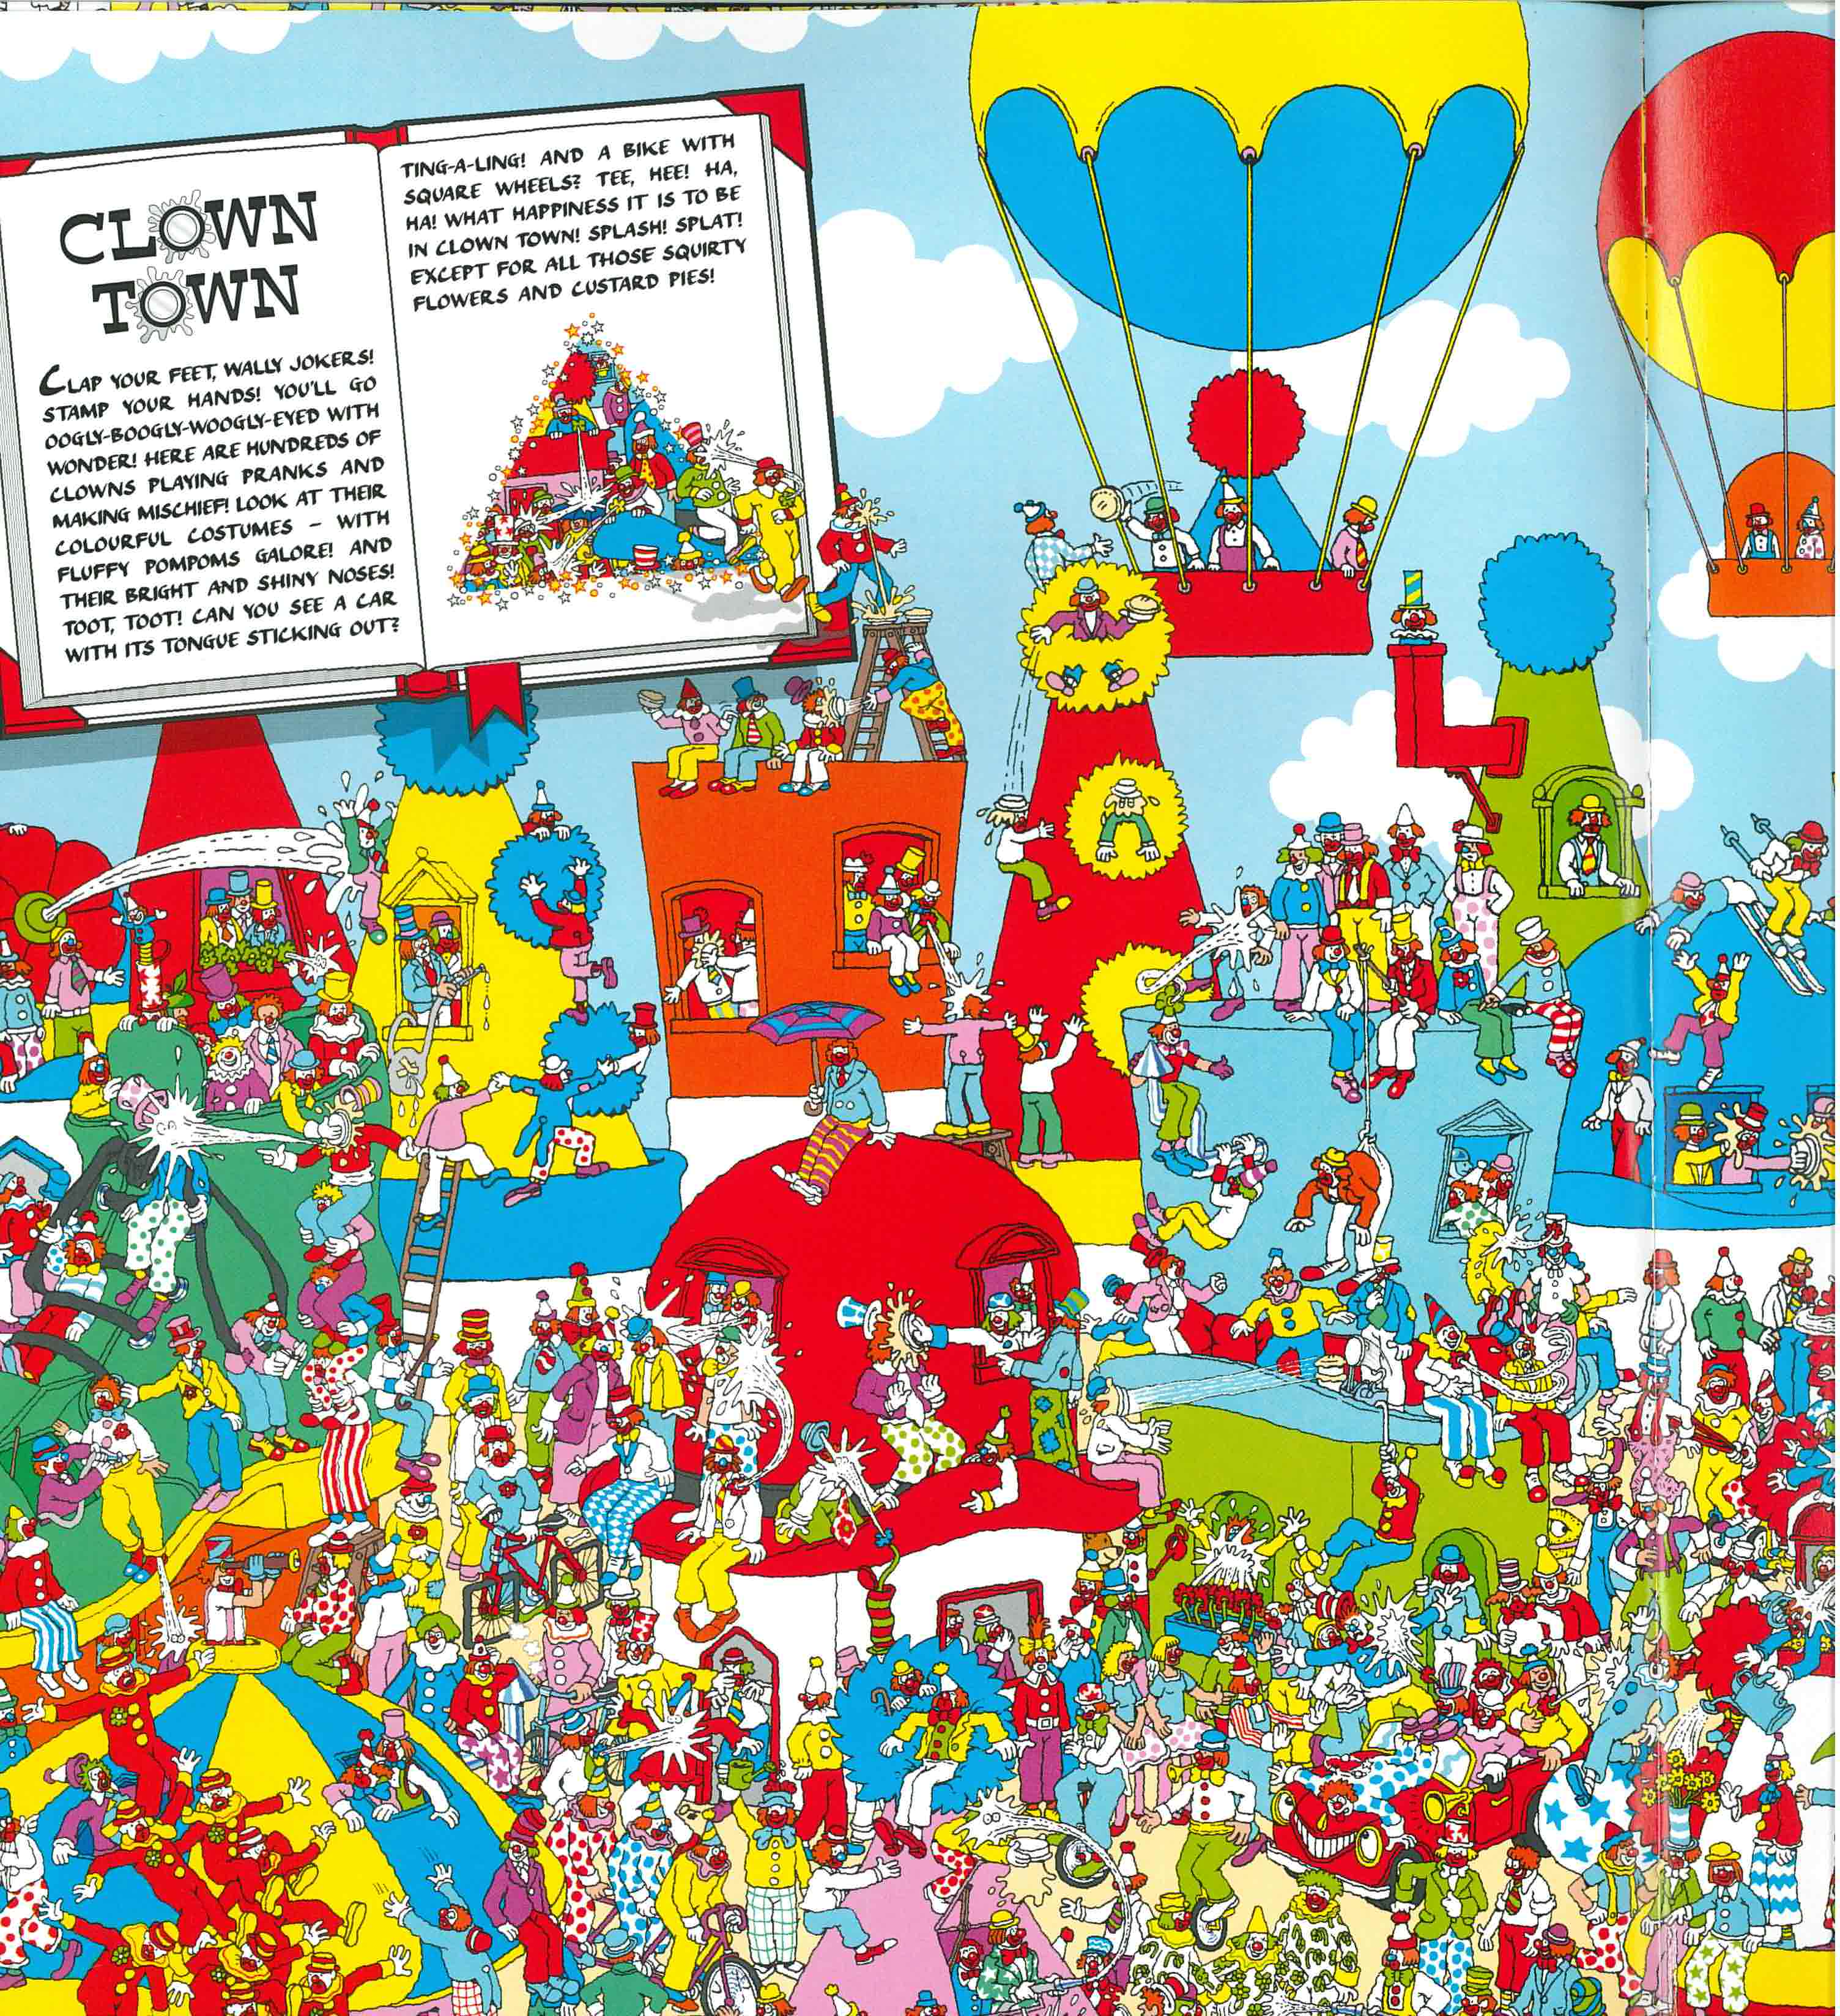 CLOWN
TOWN
CLAP YOUR FEET, WALLY JOKERS!
STAMP YOUR HANDS! YOU'LL GO
OOGLY-BOOGLY-WOOGLY-EYED WITH
WONDER! HERE ARE HUNDREDS OF
CLOWNS PLAYING PRANKS AND
MAKING MISCHIEF! LOOK AT THEIR
COLOURFUL COSTUMES – WITH
FLUFFY POMPOMS GALORE! AND
THEIR BRIGHT AND SHINY NOSES!
TOOT, TOOT! CAN YOU SEE A CAR
WITH ITS TONGUE STICKING OUT?
TING-A-LING! AND A BIKE WITH
SQUARE WHEELS? TEE, HEE! HA,
HA! WHAT HAPPINESS IT IS TO BE
IN CLOWN TOWN! SPLASH! SPLAT!
EXCEPT FOR ALL THOSE SQUIRTY
FLOWERS AND CUSTARD PIES!